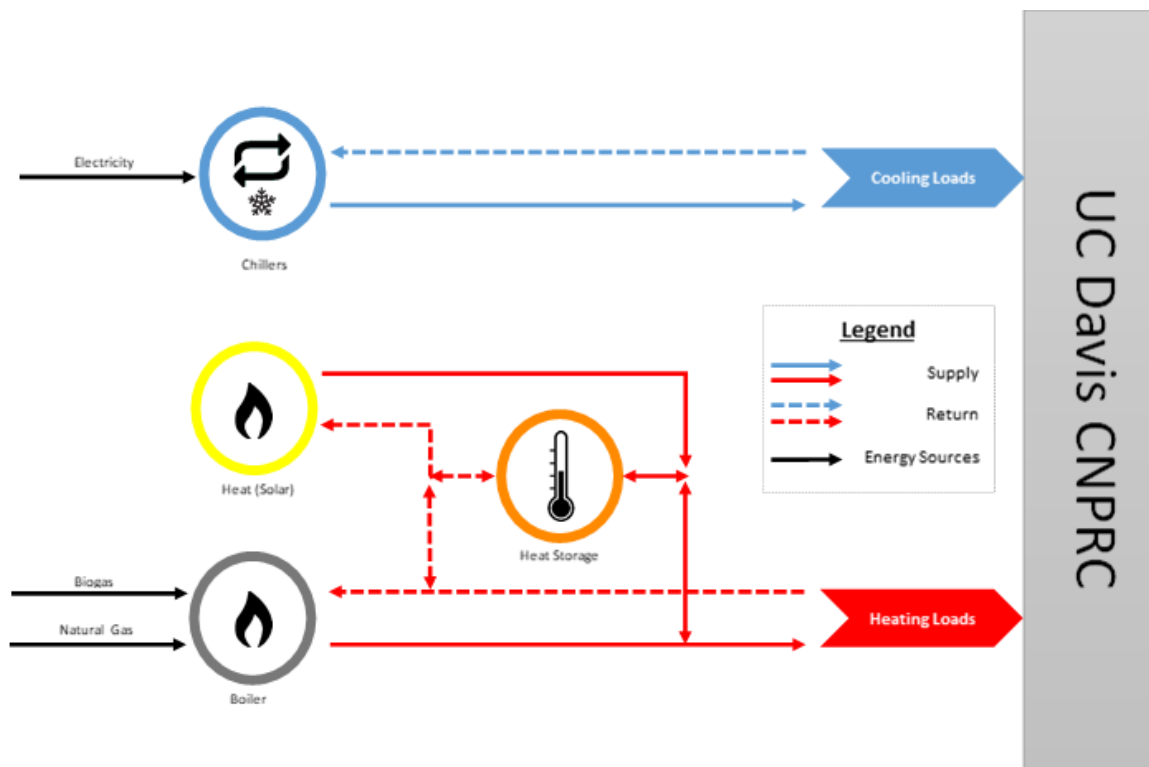 Electricity
Chillers
Cooling Loads
Legend
Supply
Return
Energy Sources
Heat (Solar)
Heat Storage
Biogas
Natural Gas
Boiler
Heating Loads
UC Davis CNPRC